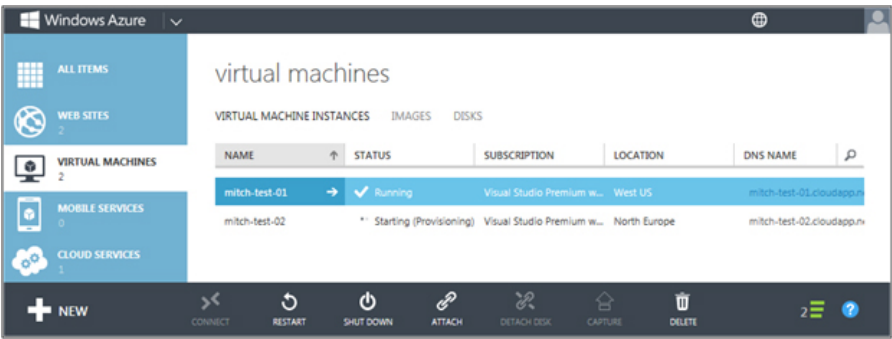 Windows Azure
ALL ITEMS
WEB SITES
2
VIRTUAL MACHINES
2
MOBILE SERVICES
0
CLOUD SERVICES
1
virtual machines
VIRTUAL MACHINE INSTANCES IMAGES DISKS
NAME STATUS SUBSCRIPTION LOCATION DNS NAME
mitch-test-01 Running Visual Studio Premium w... West US mitch-test-01.cloudapp.ne
mitch-test-02 Starting (Provisioning) Visual Studio Premium w... North Europe mitch-test-02.cloudapp.ne
NEW
CONNECT RESTART SHUT DOWN ATTACH DETACH DISK CAPTURE DELETE
2 ?